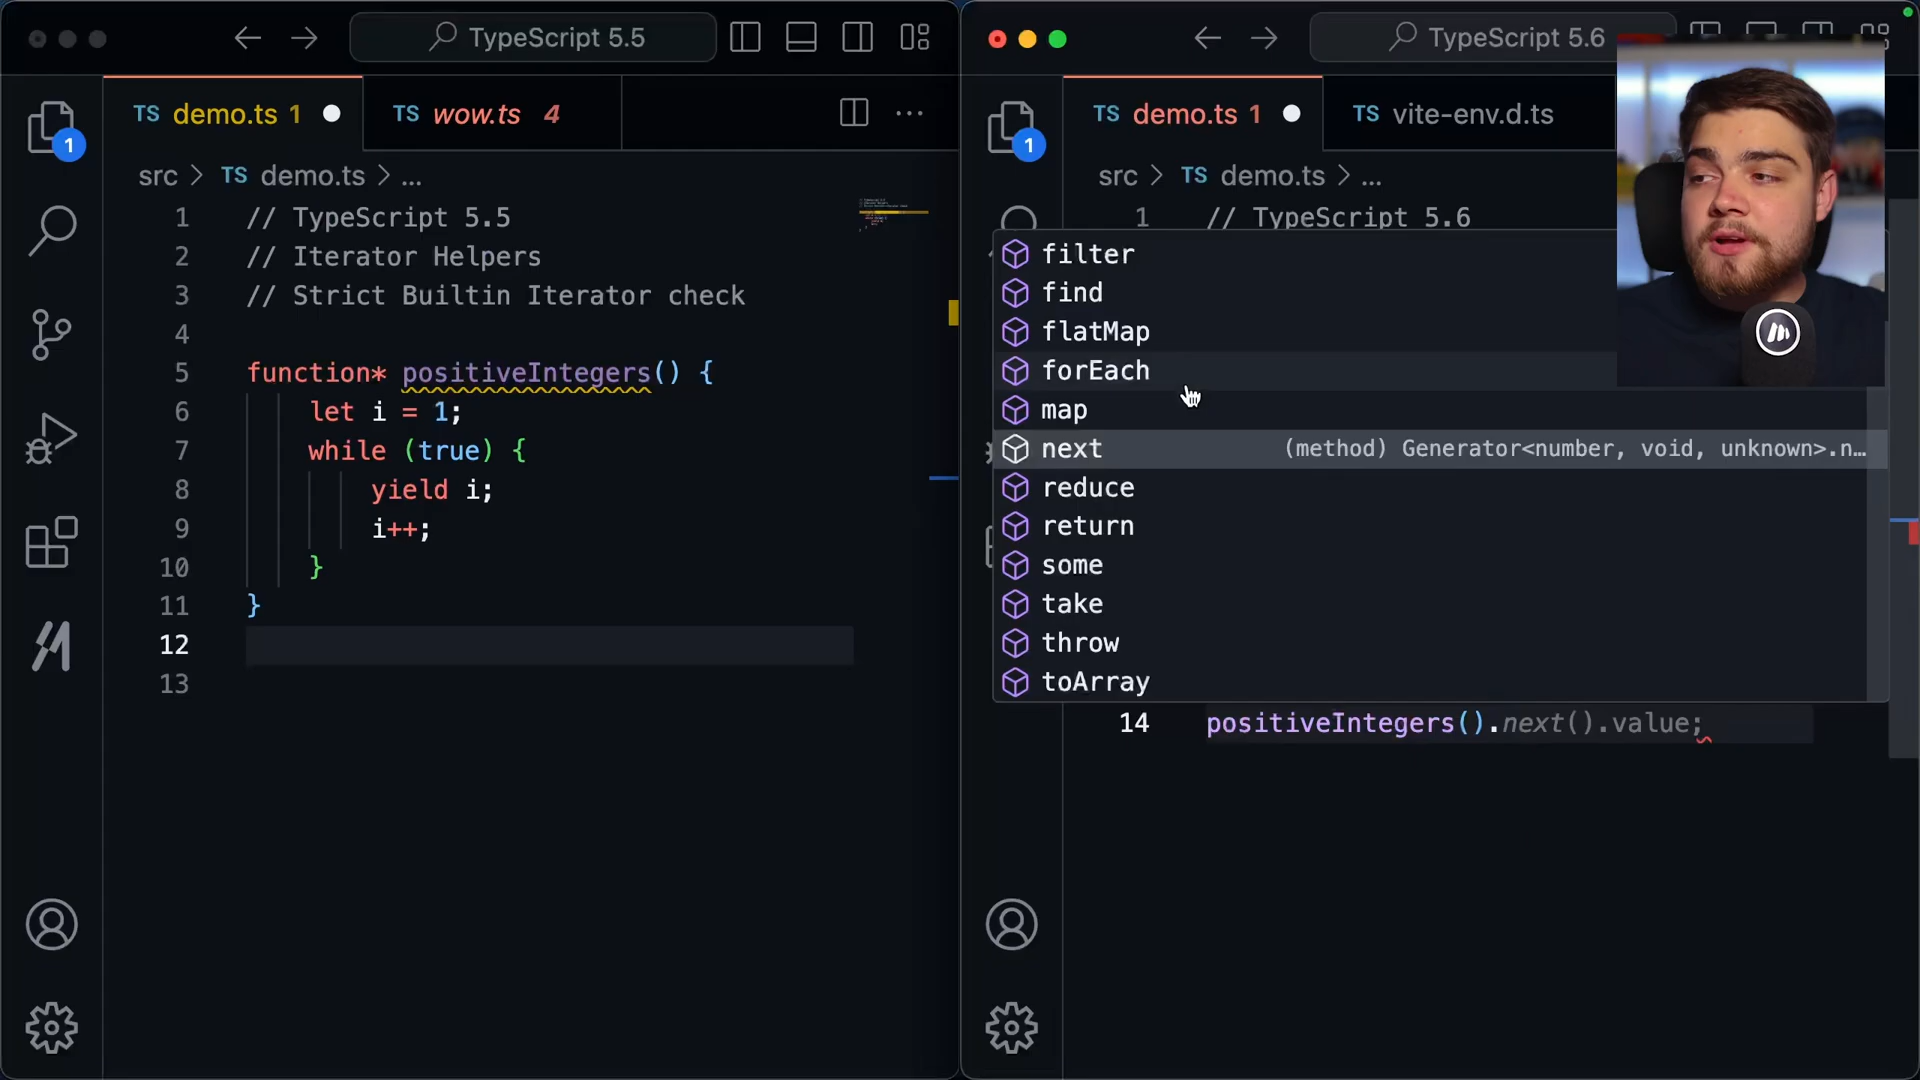 TypeScript 5.5
TS demo.ts 1
TS wow.ts 4
1
src > TS demo.ts > ...
1 // TypeScript 5.5
2 // Iterator Helpers
3 // Strict Builtin Iterator check
4
5 function* positiveIntegers() {
6 let i = 1;
7 while (true) {
8 yield i;
9 i++;
10 }
11 }
12
13
TypeScript 5.6
TS demo.ts 1
TS vite-env.d.ts
1
src > TS demo.ts > ...
1 // TypeScript 5.6
filter
find
flatMap
forEach
map
next (method) Generator<number, void, unknown>.n…
reduce
return
some
take
throw
toArray
14 positiveIntegers().next().value;